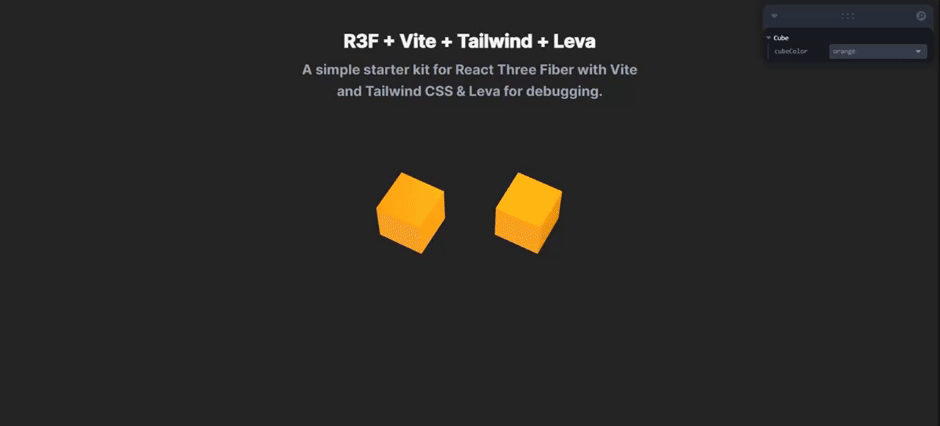 R3F + Vite + Tailwind + Leva
A simple starter kit for React Three Fiber with Vite
and Tailwind CSS & Leva for debugging.
Cube
cubeColor orange